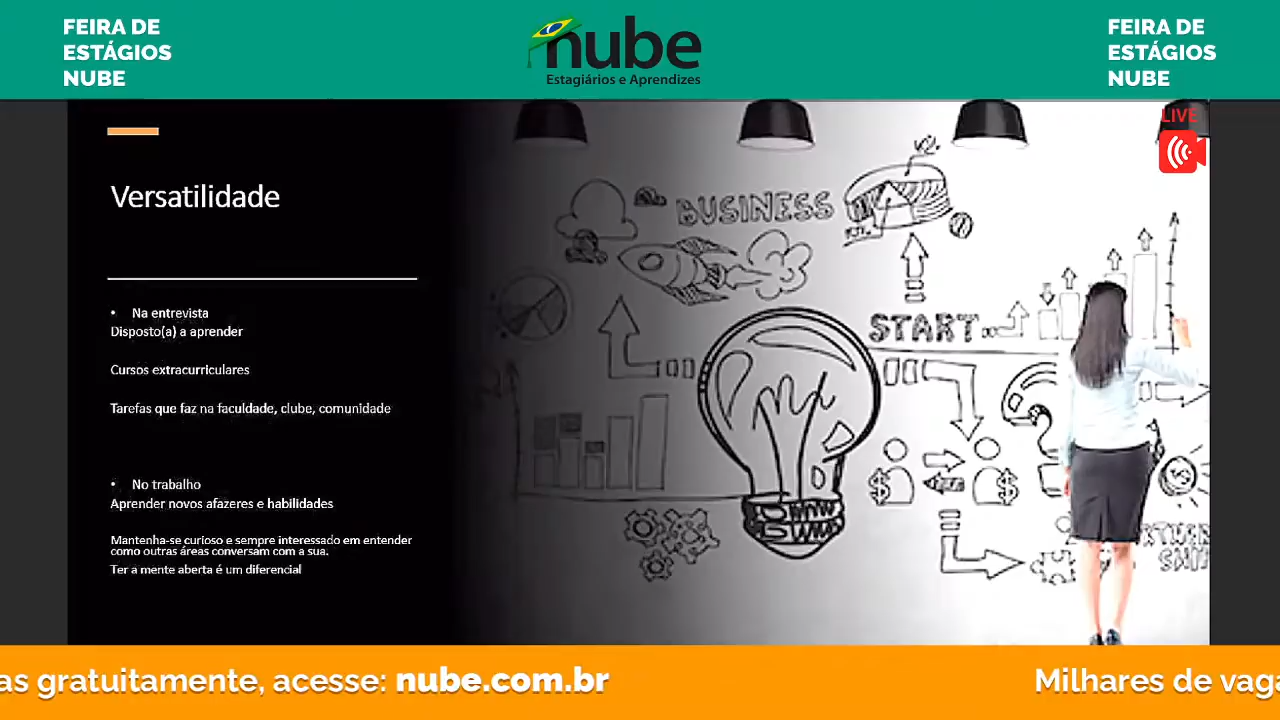 FEIRA DE
ESTÁGIOS
NUBE
nube
Estagiários e Aprendizes
FEIRA DE
ESTÁGIOS
NUBE
LIVE
Versatilidade
• Na entrevista
Disposto(a) a aprender
Cursos extracurriculares
Tarefas que faz na faculdade, clube, comunidade
• No trabalho
Aprender novos afazeres e habilidades
Mantenha-se curioso e sempre interessado em entender
como outras áreas conversam com a sua.
Ter a mente aberta é um diferencial
BUSINESS
START...
as gratuitamente, acesse: nube.com.br
Milhares de vaga